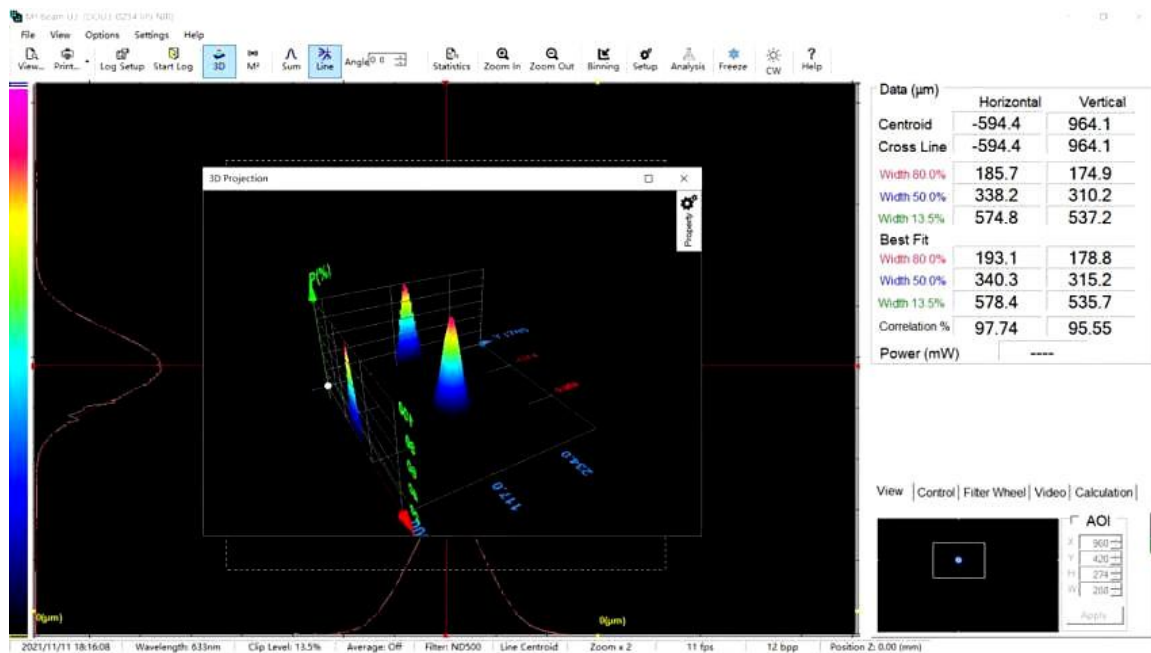 File View Options Settings Help
View... Print... Log Setup Start Log 3D M² Sum Line Angle 0 0 Statistics Zoom In Zoom Out Binning Setup Analysis Freeze CW Help
Data (µm)
Horizontal Vertical
Centroid -594.4 964.1
Cross Line -594.4 964.1
Width 80.0% 185.7 174.9
Width 50.0% 338.2 310.2
Width 13.5% 574.8 537.2
Best Fit
Width 80.0% 193.1 178.8
Width 50.0% 340.3 315.2
Width 13.5% 578.4 535.7
Correlation % 97.74 95.55
Power (mW) ----
3D Projection
Property
P(%)
100
234.0
117.0
View Control Filter Wheel Video Calculation
AOI
X 960
Y 420
H 274
W 208
Apply
0(µm)
0(µm)
2021/11/11 18:16:08 Wavelength: 633nm Clip Level: 13.5% Average: Off Filter: ND500 Line Centroid Zoom x 2 11 fps 12 bpp Position Z: 0.00 (mm)